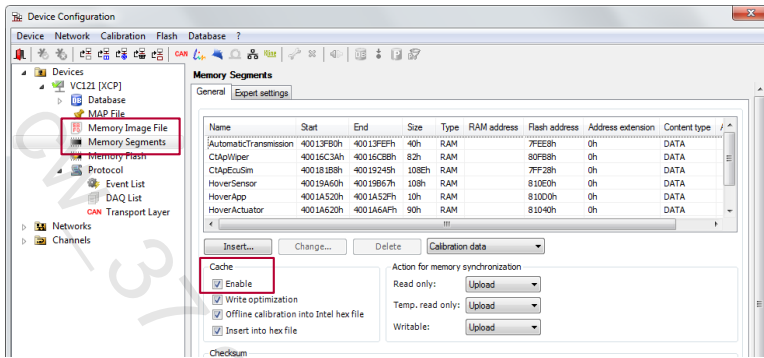 Device Configuration
Device Network Calibration Flash Database ?
CAN
Devices
VC121 [XCP]
Database
MAP File
Memory Image File
Memory Segments
Memory Flash
Protocol
Event List
DAQ List
CAN Transport Layer
Networks
Channels
Memory Segments
General Expert settings
Name Start End Size Type RAM address Flash address Address extension Content type A
AutomaticTransmission 40013FB0h 40013FEFh 40h RAM 7FEE8h 0h DATA
CtApWiper 40016C3Ah 40016CBBh 82h RAM 80FB8h 0h DATA
CtApEcuSim 400181B8h 40019245h 108Eh RAM 7FF28h 0h DATA
HoverSensor 40019A60h 40019B67h 108h RAM 810E0h 0h DATA
HoverApp 4001A520h 4001A52Fh 10h RAM 810D0h 0h DATA
HoverActuator 4001A620h 4001A6AFh 90h RAM 81040h 0h DATA
Insert... Change... Delete Calibration data
Cache
Enable
Write optimization
Offline calibration into Intel hex file
Insert into hex file
Action for memory synchronization
Read only: Upload
Temp. read only: Upload
Writable: Upload
Checksum
cw_37